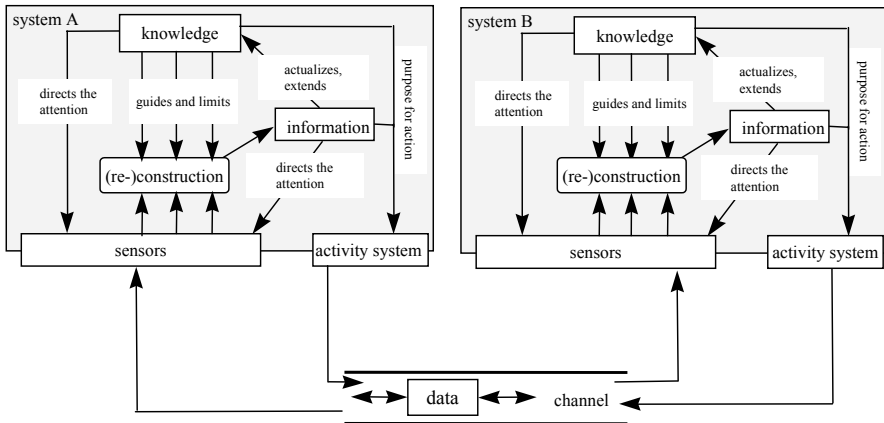 system A
knowledge
directs the
attention
guides and limits
actualizes,
extends
purpose for action
information
(re-)construction
directs the
attention
sensors
activity system
system B
knowledge
directs the
attention
guides and limits
actualizes,
extends
purpose for action
information
(re-)construction
directs the
attention
sensors
activity system
data
channel